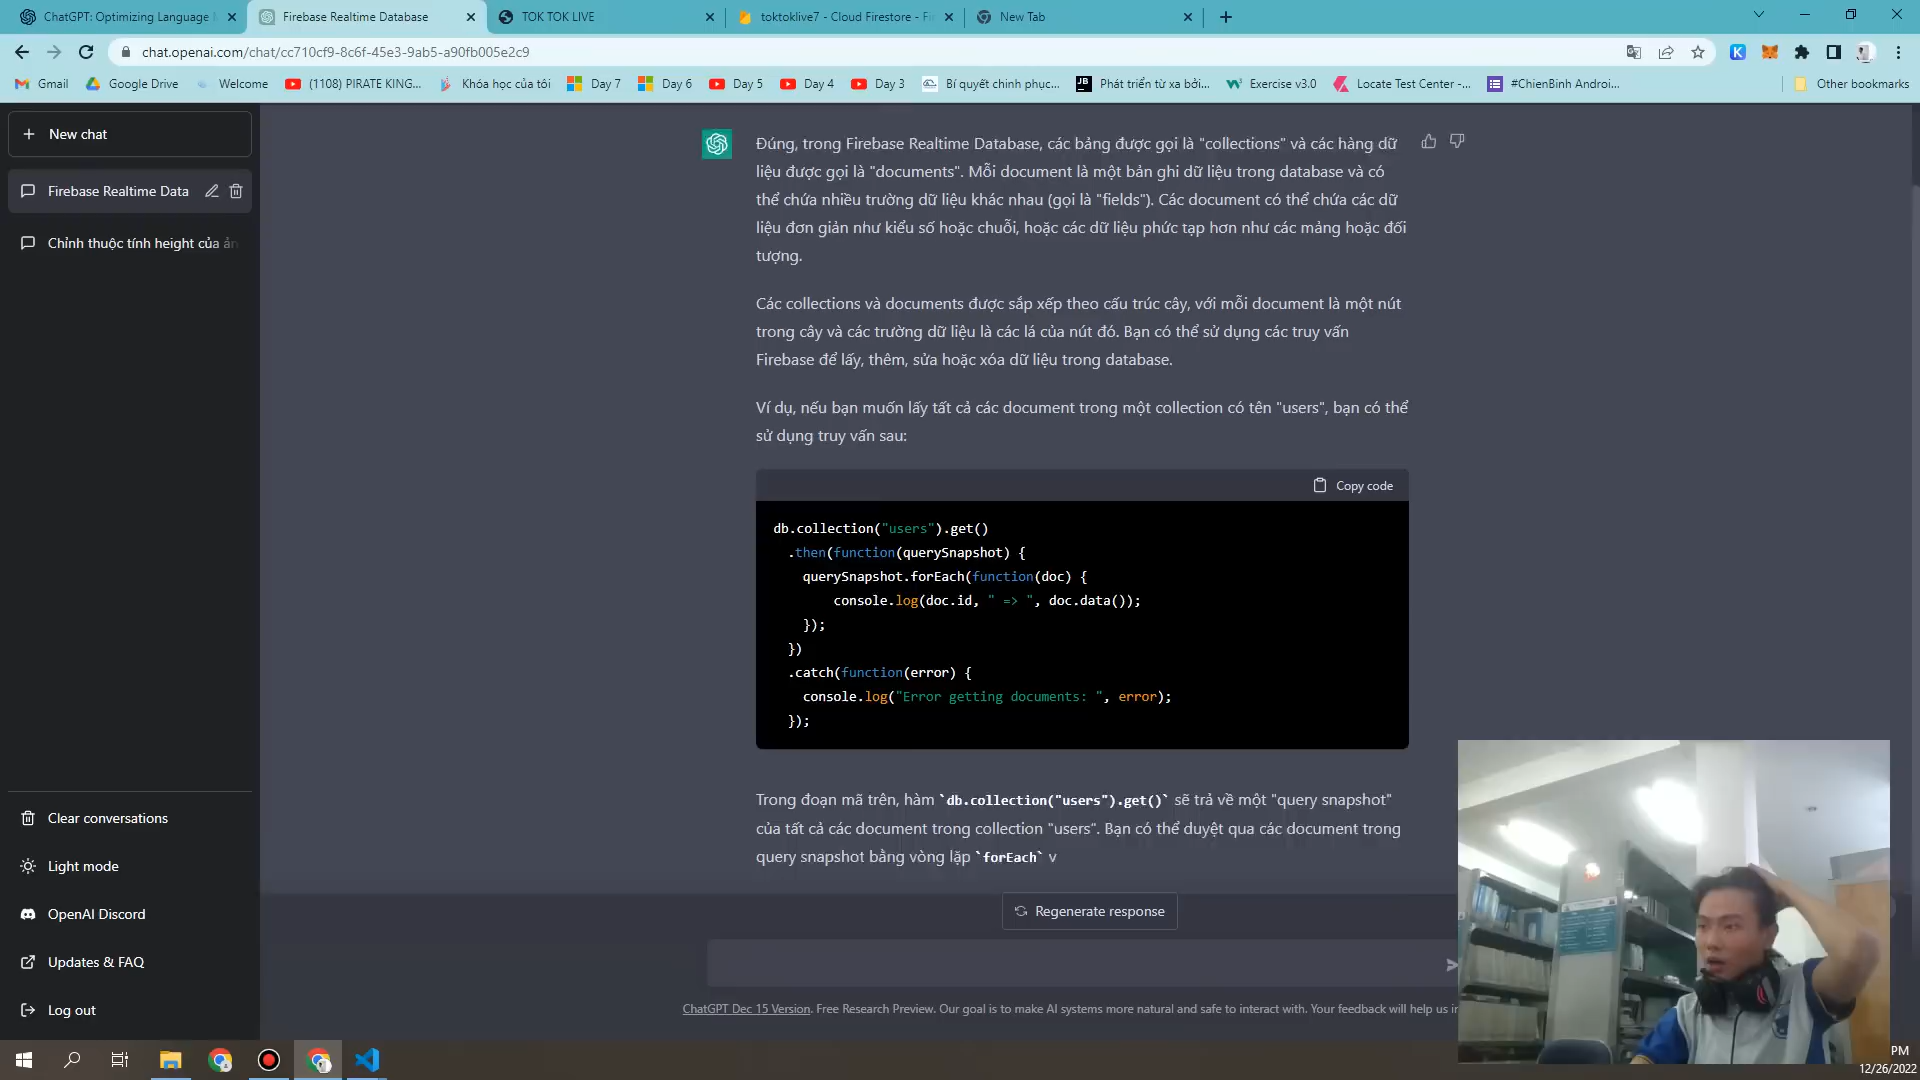 ChatGPT: Optimizing Language
Firebase Realtime Database
TOK TOK LIVE
toktoklive7 - Cloud Firestore - Fi
New Tab
chat.openai.com/chat/cc710cf9-8c6f-45e3-9ab5-a90fb005e2c9
Gmail
Google Drive
Welcome
(1108) PIRATE KING...
Khóa học của tôi
Day 7
Day 6
Day 5
Day 4
Day 3
Bí quyết chinh phục...
Phát triển từ xa bởi...
Exercise v3.0
Locate Test Center -...
#ChienBinh Androi...
Other bookmarks
New chat
Firebase Realtime Data
Chỉnh thuộc tính height của ản
Đúng, trong Firebase Realtime Database, các bảng được gọi là "collections" và các hàng dữ
liệu được gọi là "documents". Mỗi document là một bản ghi dữ liệu trong database và có
thể chứa nhiều trường dữ liệu khác nhau (gọi là "fields"). Các document có thể chứa các dữ
liệu đơn giản như kiểu số hoặc chuỗi, hoặc các dữ liệu phức tạp hơn như các mảng hoặc đối
tượng.
Các collections và documents được sắp xếp theo cấu trúc cây, với mỗi document là một nút
trong cây và các trường dữ liệu là các lá của nút đó. Bạn có thể sử dụng các truy vấn
Firebase để lấy, thêm, sửa hoặc xóa dữ liệu trong database.
Ví dụ, nếu bạn muốn lấy tất cả các document trong một collection có tên "users", bạn có thể
sử dụng truy vấn sau:
Copy code
db.collection("users").get()
.then(function(querySnapshot) {
querySnapshot.forEach(function(doc) {
console.log(doc.id, " => ", doc.data());
});
})
.catch(function(error) {
console.log("Error getting documents: ", error);
});
Trong đoạn mã trên, hàm `db.collection("users").get()` sẽ trả về một "query snapshot"
của tất cả các document trong collection "users". Bạn có thể duyệt qua các document trong
query snapshot bằng vòng lặp `forEach` v
Regenerate response
ChatGPT Dec 15 Version. Free Research Preview. Our goal is to make AI systems more natural and safe to interact with. Your feedback will help us i
Clear conversations
Light mode
OpenAI Discord
Updates & FAQ
Log out
PM
12/26/2022